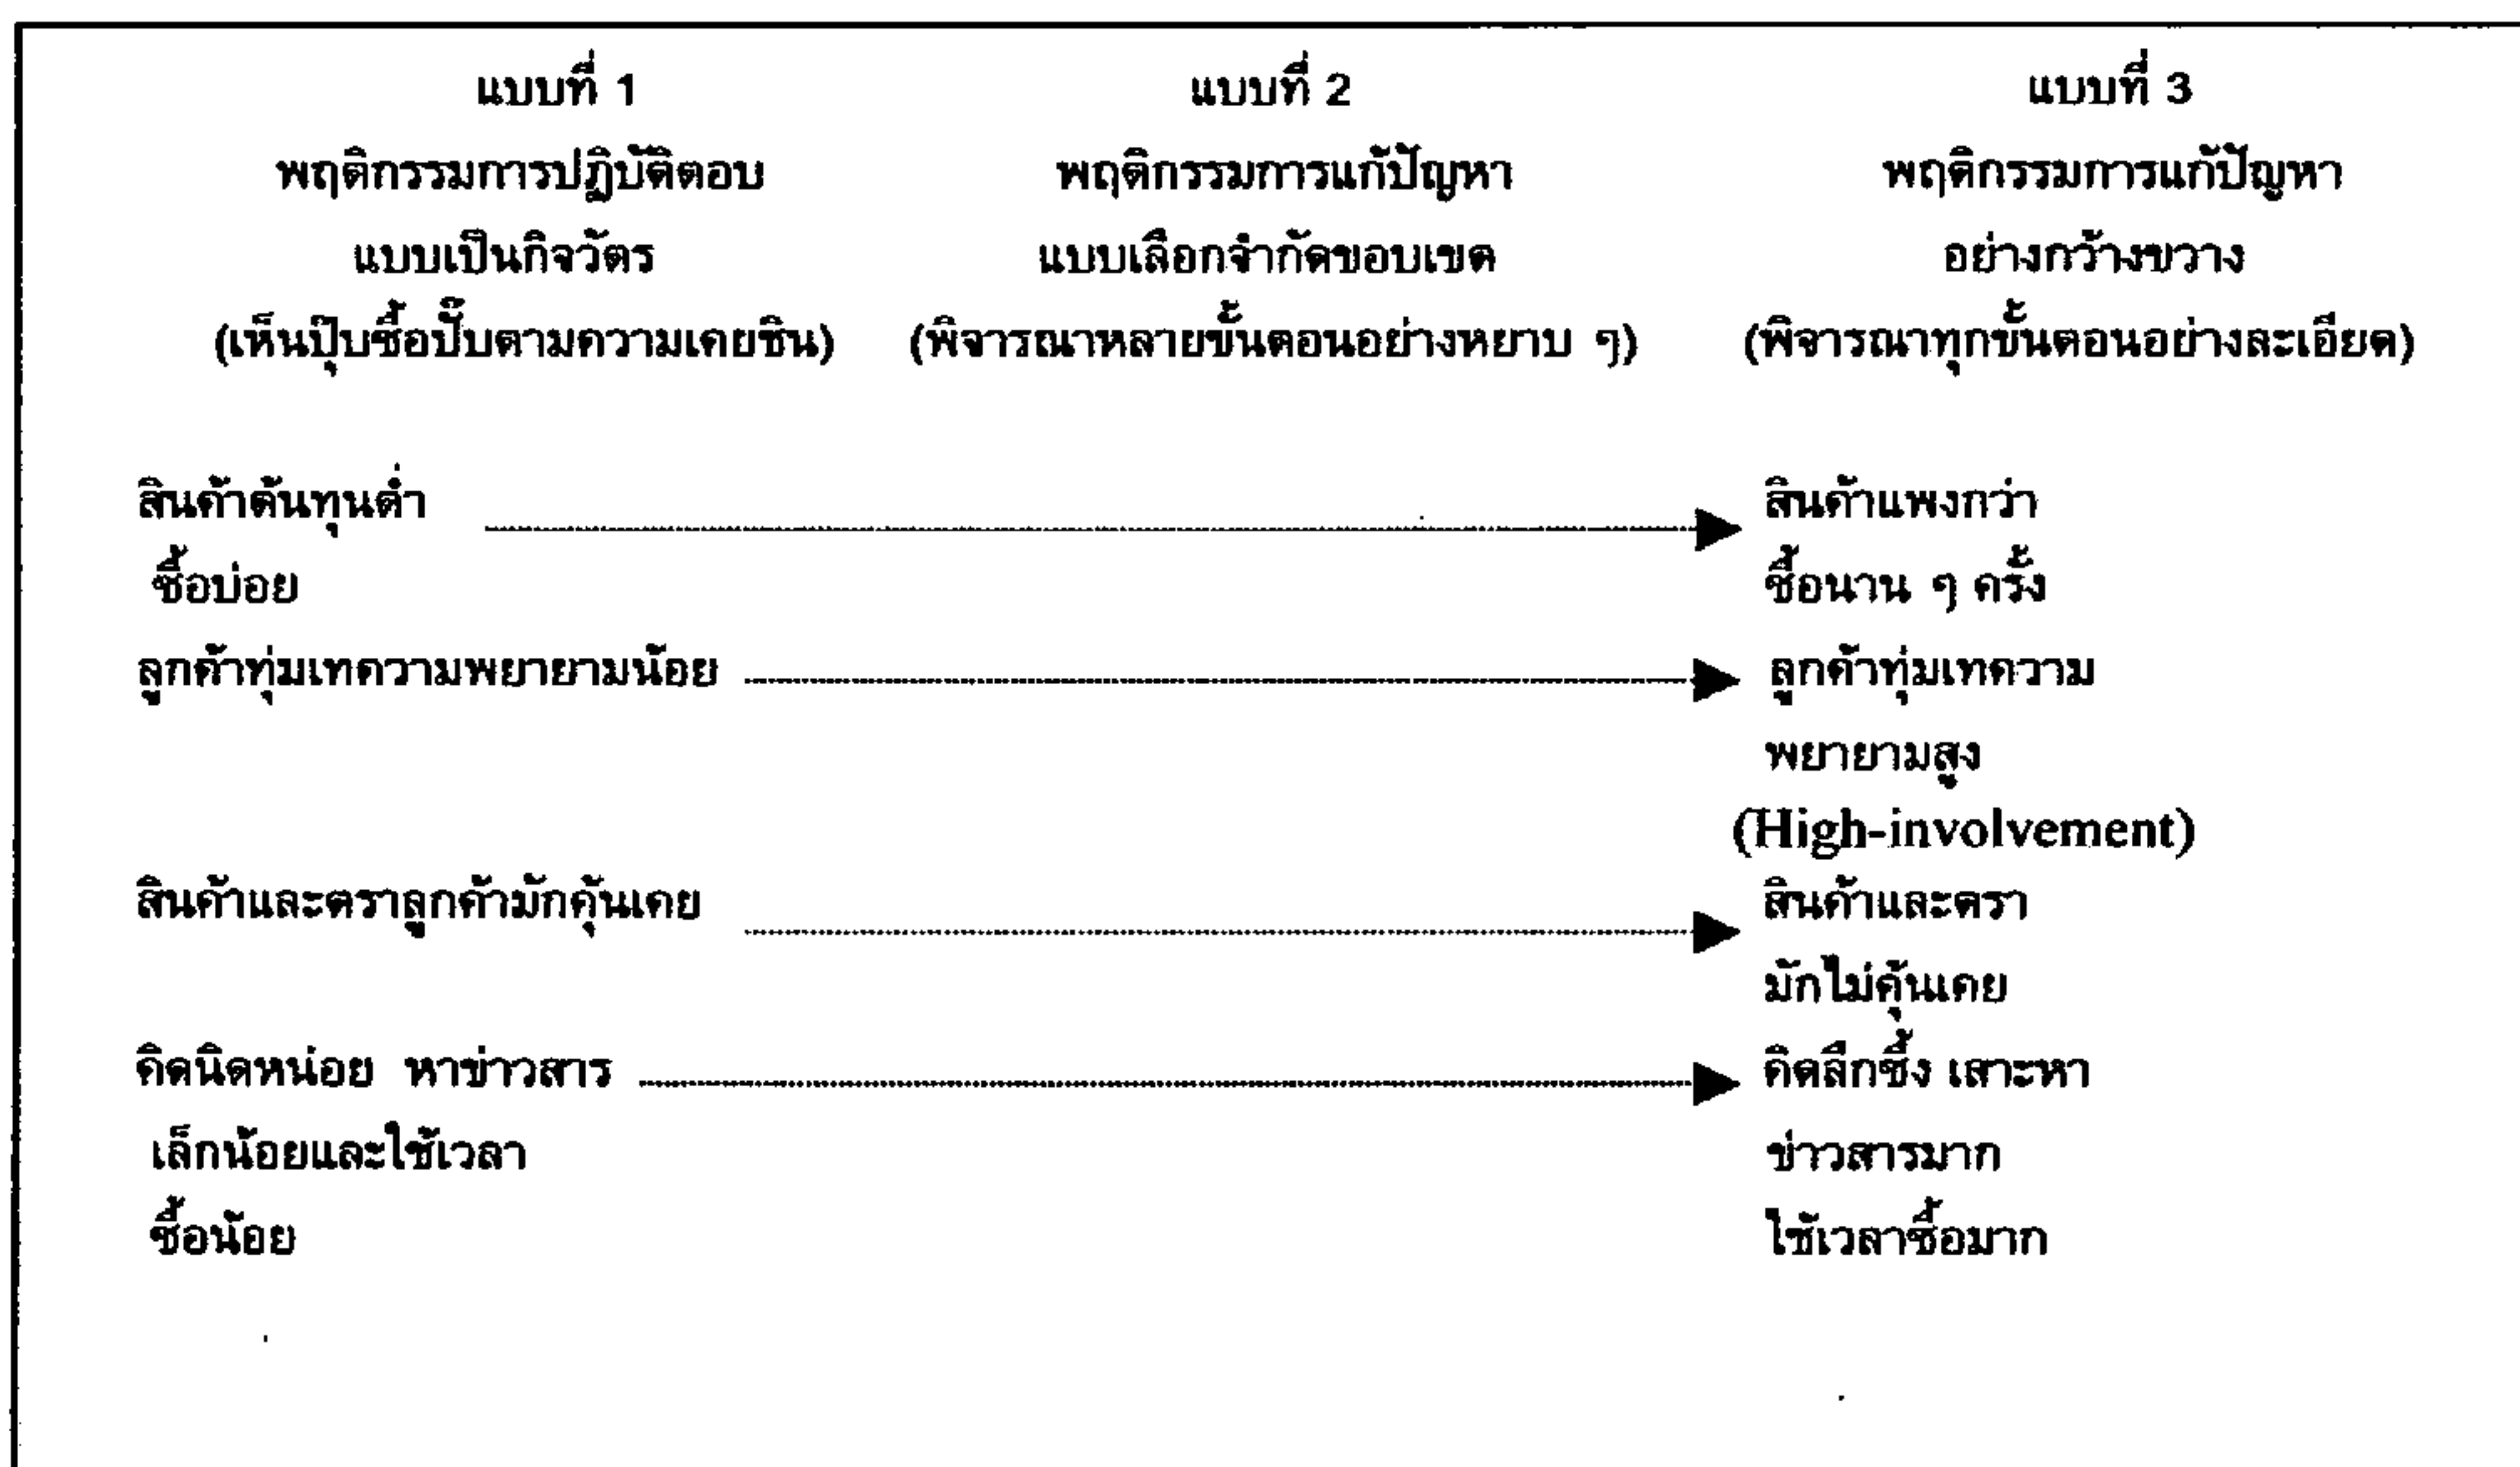 แบบที่ 1 แบบที่ 2 แบบที่ 3
พฤติกรรมการปฏิบัติตอบ พฤติกรรมการแก้ปัญหา พฤติกรรมการแก้ปัญหา
แบบเป็นกิจวัตร แบบเลือกจำกัดขอบเขต อย่างกว้างขวาง
(เห็นปุ๊บซื้อปั๊บตามความเคยชิน) (พิจารณาหลายขั้นตอนอย่างหยาบ ๆ) (พิจารณาทุกขั้นตอนอย่างละเอียด)
สินค้าต้นทุนต่ำ สินค้าแพงกว่า
ซื้อบ่อย ซื้อนาน ๆ ครั้ง
ลูกค้าทุ่มเทความพยายามน้อย ลูกค้าทุ่มเทความ
พยายามสูง
(High-involvement)
สินค้าและตราลูกค้ามักคุ้นเคย สินค้าและตรา
มักไม่คุ้นเคย
คิดนิดหน่อย หาข่าวสาร คิดลึกซึ้ง เสาะหา
เล็กน้อยและใช้เวลา ข่าวสารมาก
ซื้อน้อย ใช้เวลาซื้อมาก